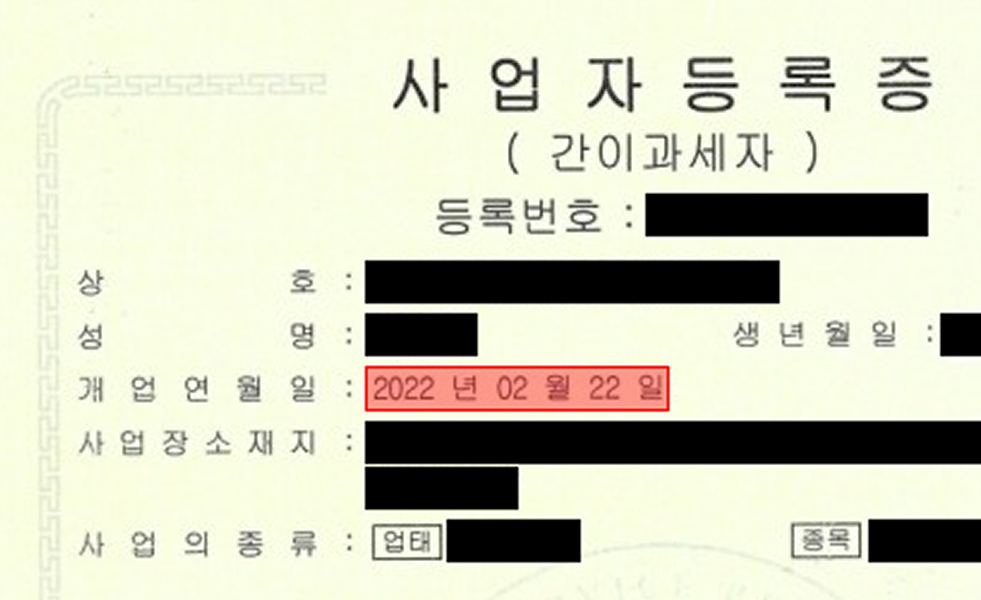 사업자등록증
( 간이과세자 )
등록번호 :
상 호 :
성 명 : 생년월일 :
개업연월일 : 2022 년 02 월 22 일
사업장소재지 :
사업의종류 : 업태 종목